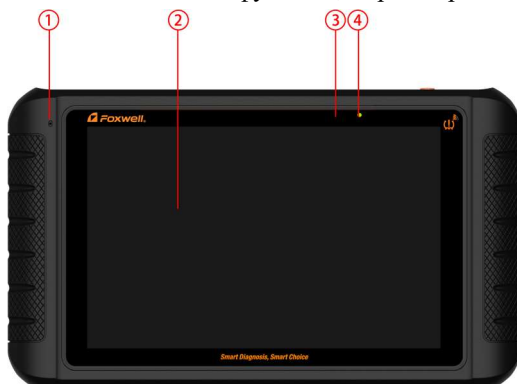 ① ② ③ ④
FOXWELL.
Smart Diagnosis, Smart Choice